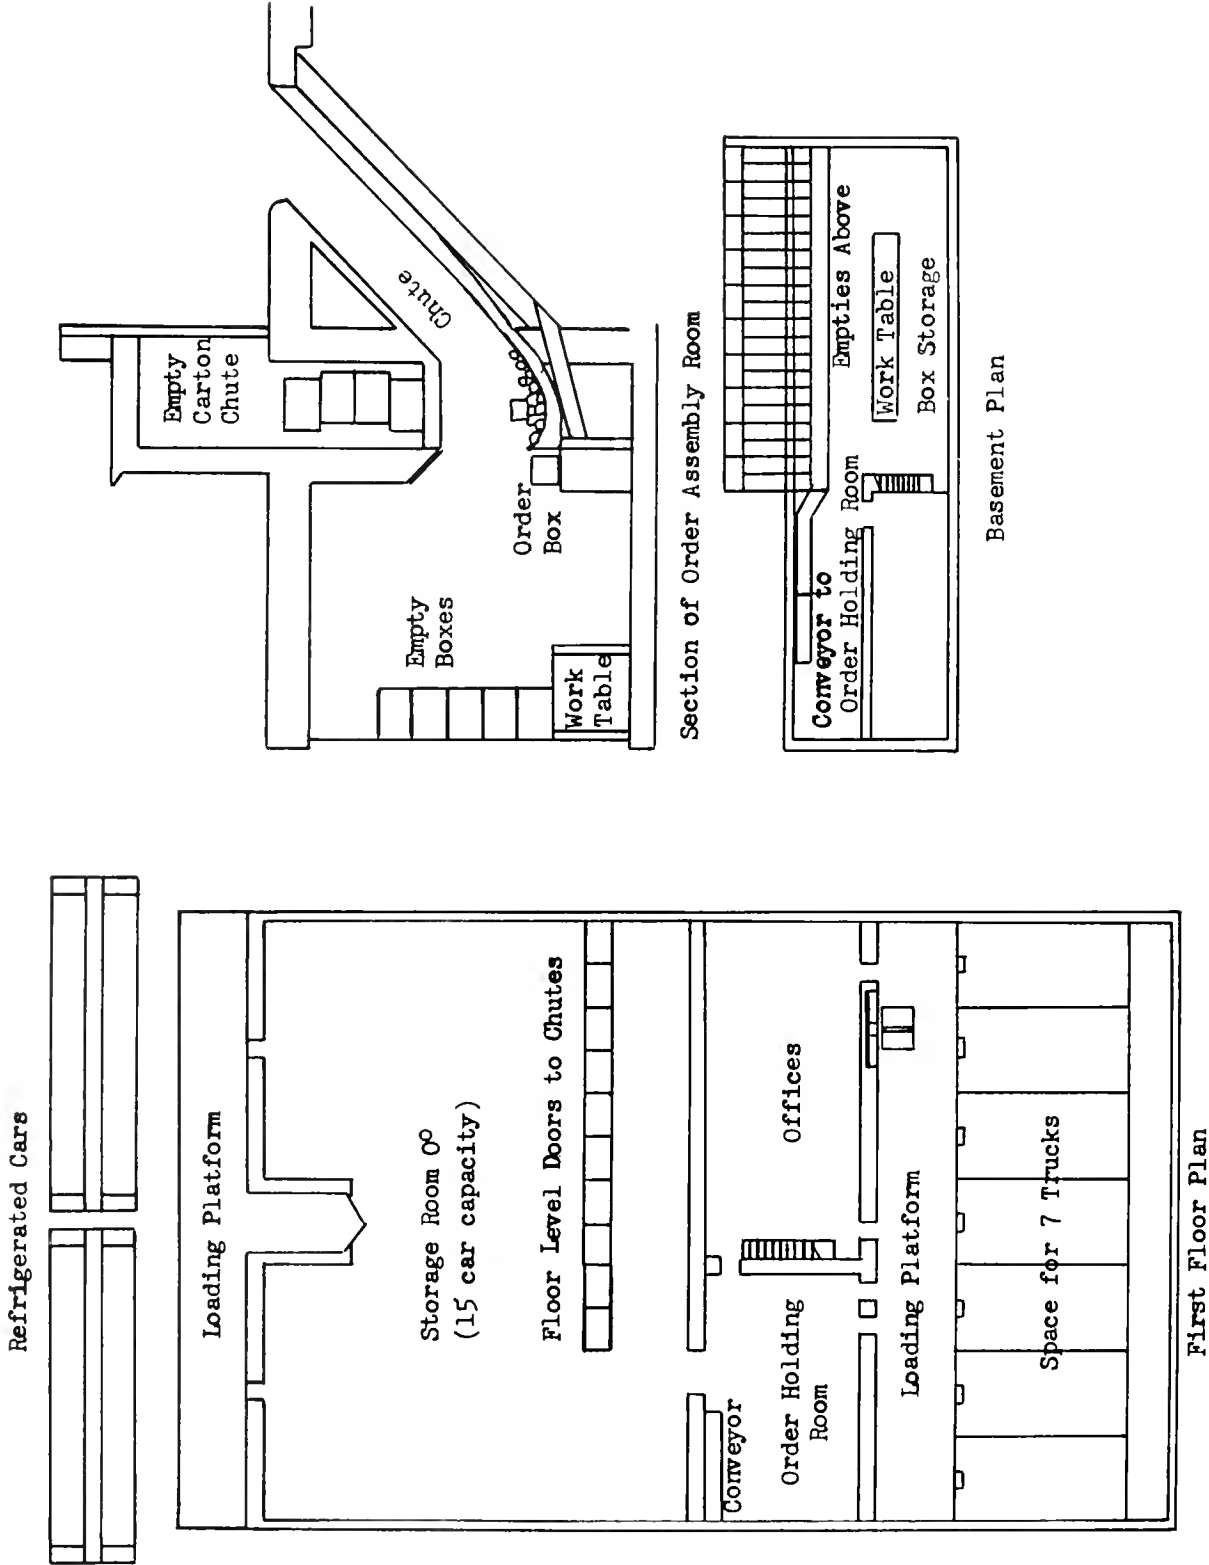 Refrigerated Cars
Loading Platform
Storage Room 0°
(15 car capacity)
Floor Level Doors to Chutes
Conveyor
Order Holding
Room
Offices
Loading Platform
Space for 7 Trucks
First Floor Plan
Empty
Carton
Chute
Chute
Empty
Boxes
Order
Box
Work
Table
Section of Order Assembly Room
Conveyor to
Order Holding Room
Empties Above
Work Table
Box Storage
Basement Plan